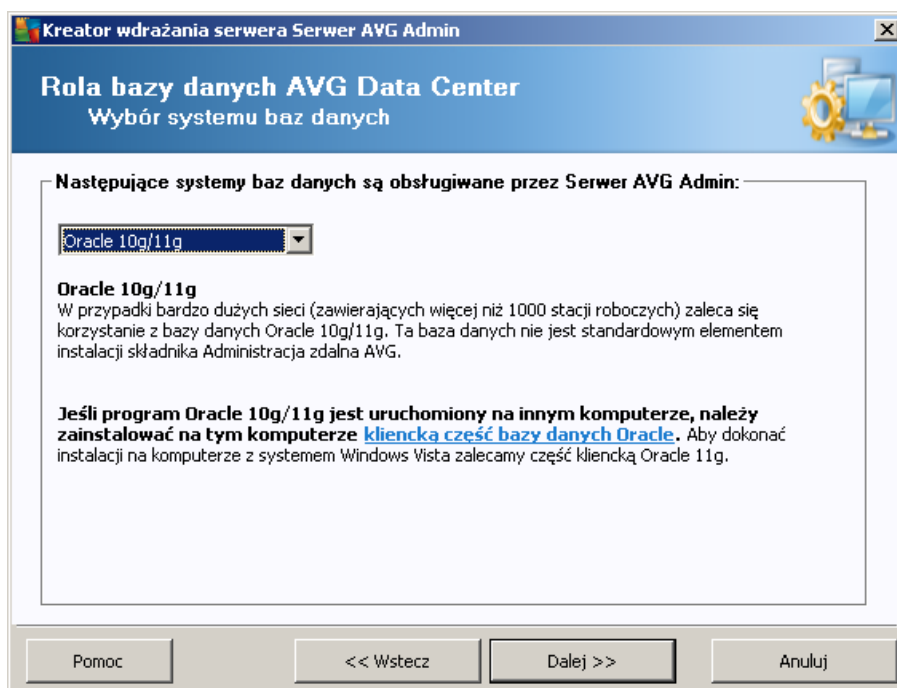 Kreator wdrażania serwera Serwer AVG Admin
Rola bazy danych AVG Data Center
Wybór systemu baz danych
Następujące systemy baz danych są obsługiwane przez Serwer AVG Admin:
Oracle 10g/11g
Oracle 10g/11g
W przypadki bardzo dużych sieci (zawierających więcej niż 1000 stacji roboczych) zaleca się
korzystanie z bazy danych Oracle 10g/11g. Ta baza danych nie jest standardowym elementem
instalacji składnika Administracja zdalna AVG.
Jeśli program Oracle 10g/11g jest uruchomiony na innym komputerze, należy
zainstalować na tym komputerze kliencką część bazy danych Oracle. Aby dokonać
instalacji na komputerze z systemem Windows Vista zalecamy część kliencką Oracle 11g.
Pomoc
<< Wstecz
Dalej >>
Anuluj